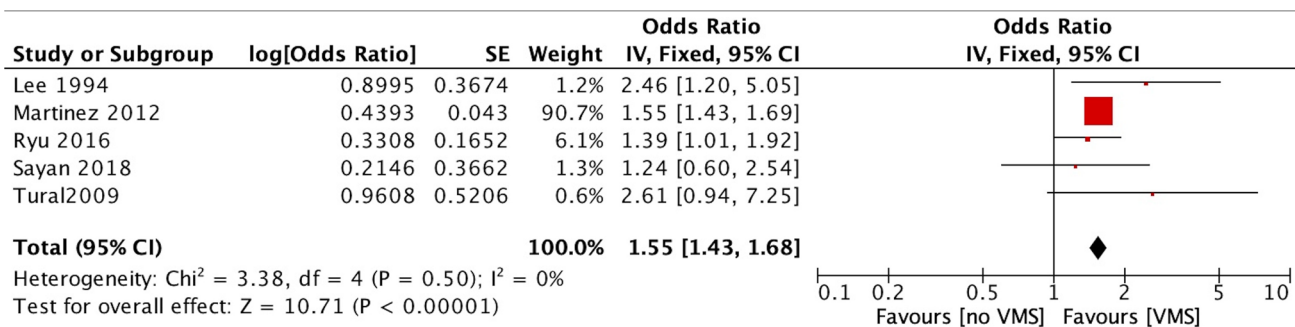 Odds Ratio Odds Ratio
Study or Subgroup log[Odds Ratio] SE Weight IV, Fixed, 95% CI IV, Fixed, 95% CI
Lee 1994 0.8995 0.3674 1.2% 2.46 [1.20, 5.05]
Martinez 2012 0.4393 0.043 90.7% 1.55 [1.43, 1.69]
Ryu 2016 0.3308 0.1652 6.1% 1.39 [1.01, 1.92]
Sayan 2018 0.2146 0.3662 1.3% 1.24 [0.60, 2.54]
Tural2009 0.9608 0.5206 0.6% 2.61 [0.94, 7.25]
Total (95% CI) 100.0% 1.55 [1.43, 1.68]
Heterogeneity: Chi² = 3.38, df = 4 (P = 0.50); I² = 0%
Test for overall effect: Z = 10.71 (P < 0.00001)
0.1 0.2 0.5 1 2 5 10
Favours [no VMS] Favours [VMS]